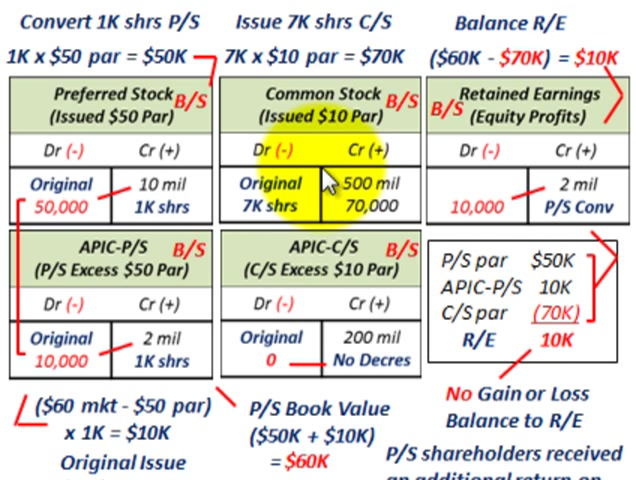 Convert 1K shrs P/S
1K x $50 par = $50K
Issue 7K shrs C/S
7K x $10 par = $70K
Balance R/E
($60K - $70K) = $10K
Preferred Stock B/S
(Issued $50 Par)
Dr (-) Cr (+)
Original 10 mil
50,000 1K shrs
Common Stock B/S
(Issued $10 Par)
Dr (-) Cr (+)
Original 500 mil
7K shrs 70,000
B/S Retained Earnings
(Equity Profits)
Dr (-) Cr (+)
2 mil
10,000 P/S Conv
APIC-P/S B/S
(P/S Excess $50 Par)
Dr (-) Cr (+)
Original 2 mil
10,000 1K shrs
APIC-C/S B/S
(C/S Excess $10 Par)
Dr (-) Cr (+)
Original 200 mil
0 No Decres
P/S par $50K
APIC-P/S 10K
C/S par (70K)
R/E 10K
($60 mkt - $50 par)
x 1K = $10K
Original Issue
P/S Book Value
($50K + $10K)
= $60K
No Gain or Loss
Balance to R/E
P/S shareholders received
an additional return on